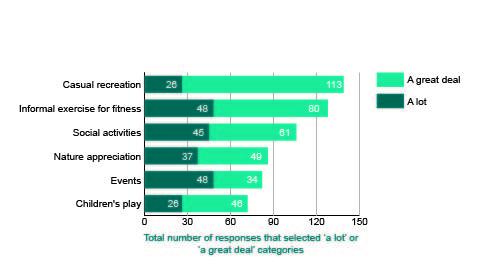 Casual recreation 26 113
A great deal
Informal exercise for fitness 48 80
A lot
Social activities 45 61
Nature appreciation 37 49
Events 48 34
Children's play 26 46
0 30 60 90 120 150
Total number of responses that selected 'a lot' or
'a great deal' categories